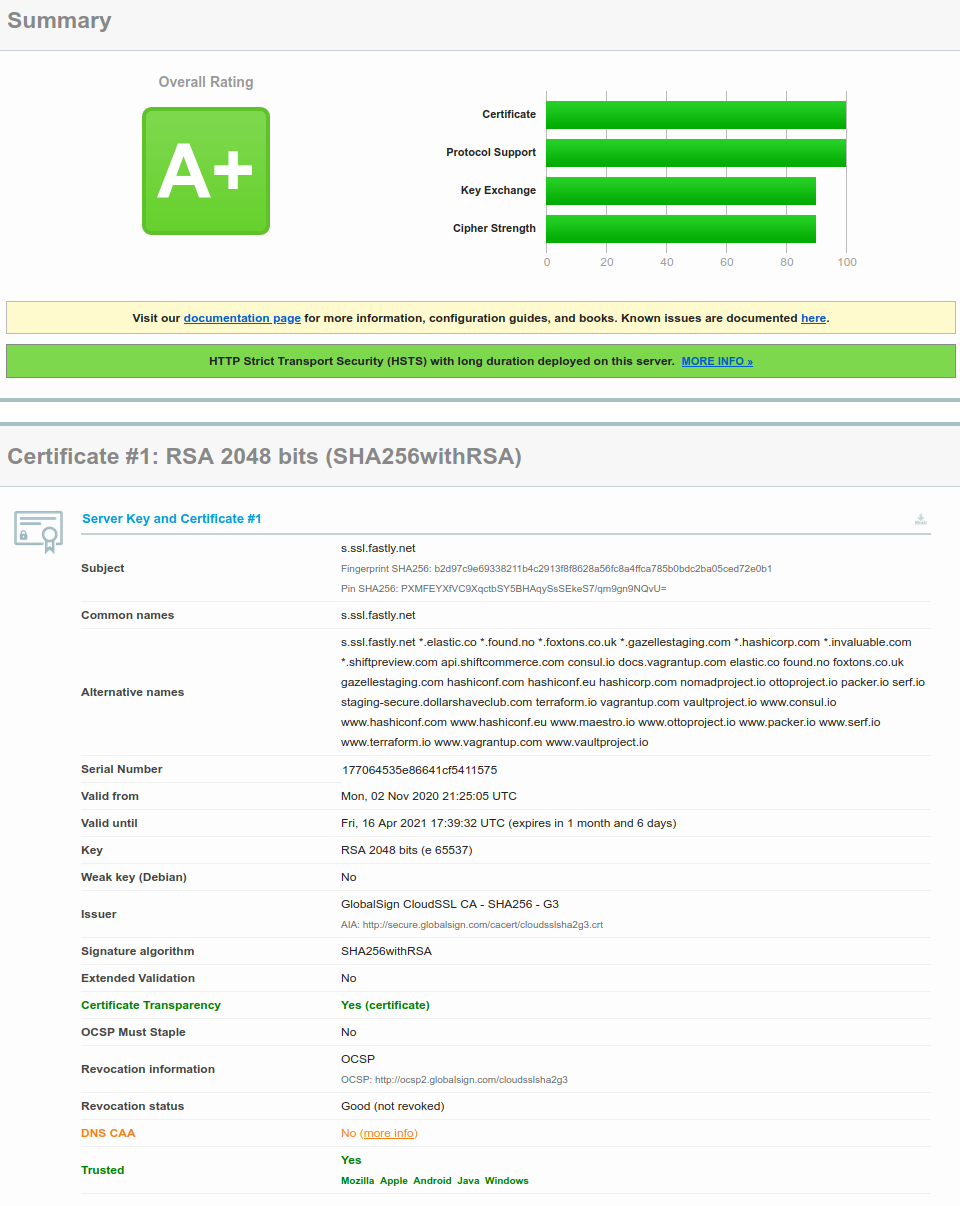 Summary
Overall Rating
A+
Certificate
Protocol Support
Key Exchange
Cipher Strength
0 20 40 60 80 100
Visit our documentation page for more information, configuration guides, and books. Known issues are documented here.
HTTP Strict Transport Security (HSTS) with long duration deployed on this server. MORE INFO »
Certificate #1: RSA 2048 bits (SHA256withRSA)
Server Key and Certificate #1
Subject
s.ssl.fastly.net
Fingerprint SHA256: b2d97c9e69338211b4c2913f8f8628a56fc8a4ffca785b0bdc2ba05ced72e0b1
Pin SHA256: PXMFEYXfVC9XqctbSY5BHAqySsSEkeS7/qm9gn9NQvU=
Common names s.ssl.fastly.net
Alternative names
s.ssl.fastly.net *.elastic.co *.found.no *.foxtons.co.uk *.gazellestaging.com *.hashicorp.com *.invaluable.com
*.shiftpreview.com api.shiftcommerce.com consul.io docs.vagrantup.com elastic.co found.no foxtons.co.uk
gazellestaging.com hashiconf.com hashiconf.eu hashicorp.com nomadproject.io ottoproject.io packer.io serf.io
staging-secure.dollarshaveclub.com terraform.io vagrantup.com vaultproject.io www.consul.io
www.hashiconf.com www.hashiconf.eu www.maestro.io www.ottoproject.io www.packer.io www.serf.io
www.terraform.io www.vagrantup.com www.vaultproject.io
Serial Number 177064535e86641cf5411575
Valid from Mon, 02 Nov 2020 21:25:05 UTC
Valid until Fri, 16 Apr 2021 17:39:32 UTC (expires in 1 month and 6 days)
Key RSA 2048 bits (e 65537)
Weak key (Debian) No
Issuer
GlobalSign CloudSSL CA - SHA256 - G3
AIA: http://secure.globalsign.com/cacert/cloudsslsha2g3.crt
Signature algorithm SHA256withRSA
Extended Validation No
Certificate Transparency Yes (certificate)
OCSP Must Staple No
Revocation information
OCSP
OCSP: http://ocsp2.globalsign.com/cloudsslsha2g3
Revocation status Good (not revoked)
DNS CAA No (more info)
Trusted
Yes
Mozilla Apple Android Java Windows